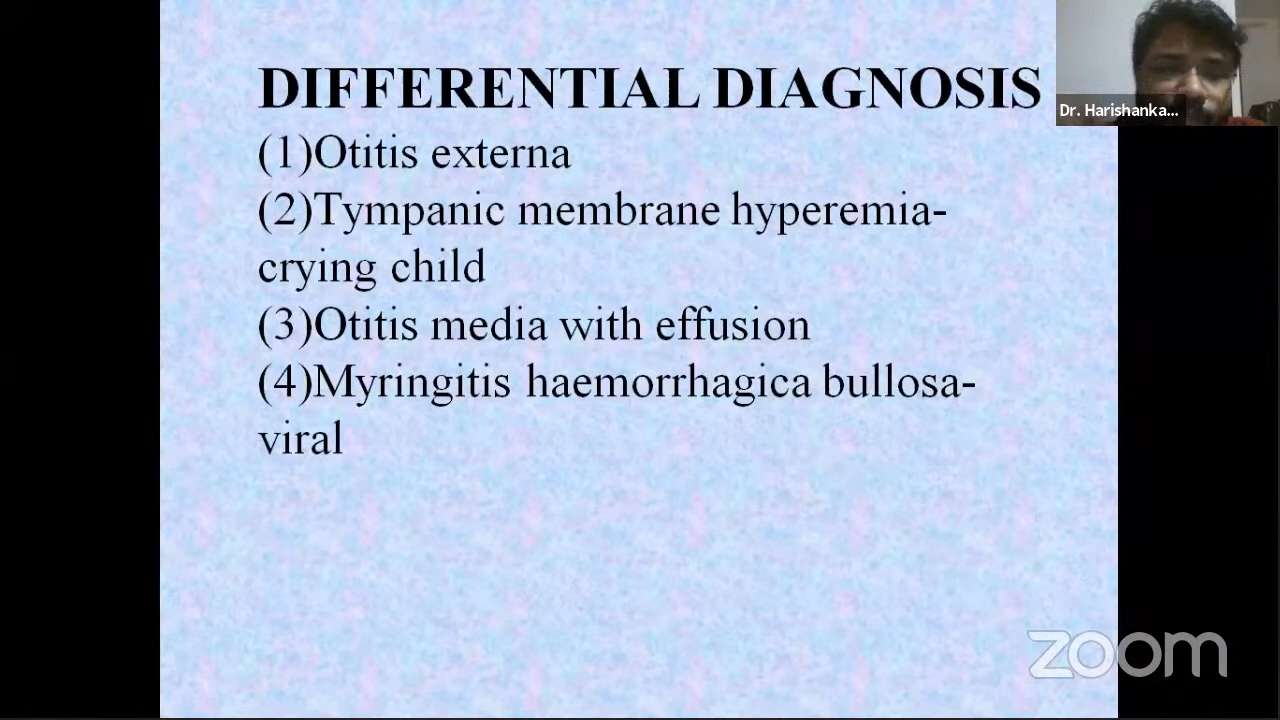 DIFFERENTIAL DIAGNOSIS
(1)Otitis externa
(2)Tympanic membrane hyperemia-
crying child
(3)Otitis media with effusion
(4)Myringitis haemorrhagica bullosa-
viral
Dr. Harishanka...
zoom